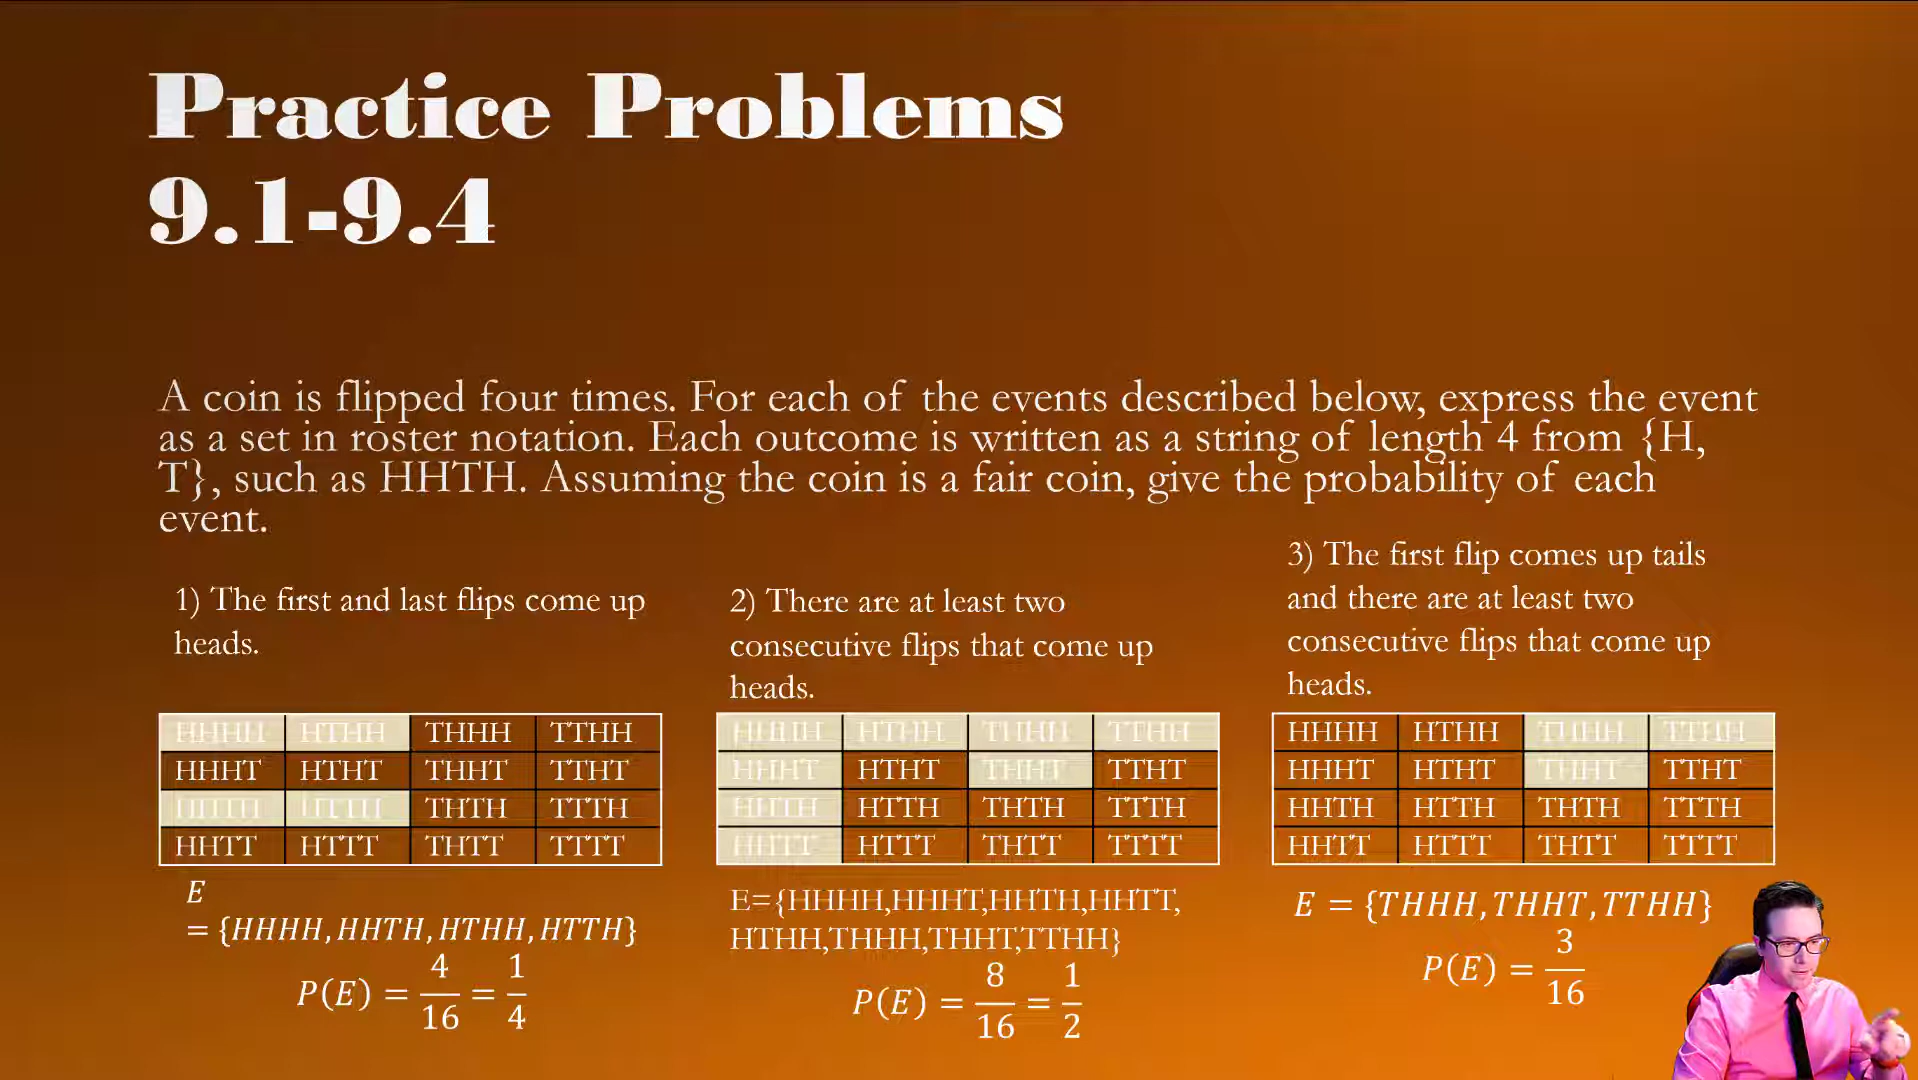 Practice Problems
9.1-9.4
A coin is flipped four times. For each of the events described below, express the event
as a set in roster notation. Each outcome is written as a string of length 4 from {H,
T}, such as HHTH. Assuming the coin is a fair coin, give the probability of each
event.
1) The first and last flips come up
heads.
HHHH HTHH THHH TTHH
HHHT HTHT THHT TTHT
HHTH HTTH THTH TTTH
HHTT HTTT THTT TTTT
E
= {HHHH, HHTH, HTHH, HTTH}
P(E) = 4/16 = 1/4
2) There are at least two
consecutive flips that come up
heads.
HHHH HTHH THHH TTHH
HHHT HTHT THHT TTHT
HHTH HTTH THTH TTTH
HHTT HTTT THTT TTTT
E={HHHH,HHHT,HHTH,HHTT,
HTHH,THHH,THHT,TTHH}
P(E) = 8/16 = 1/2
3) The first flip comes up tails
and there are at least two
consecutive flips that come up
heads.
HHHH HTHH THHH TTHH
HHHT HTHT THHT TTHT
HHTH HTTH THTH TTTH
HHTT HTTT THTT TTTT
E = {THHH, THHT, TTHH}
P(E) = 3/16